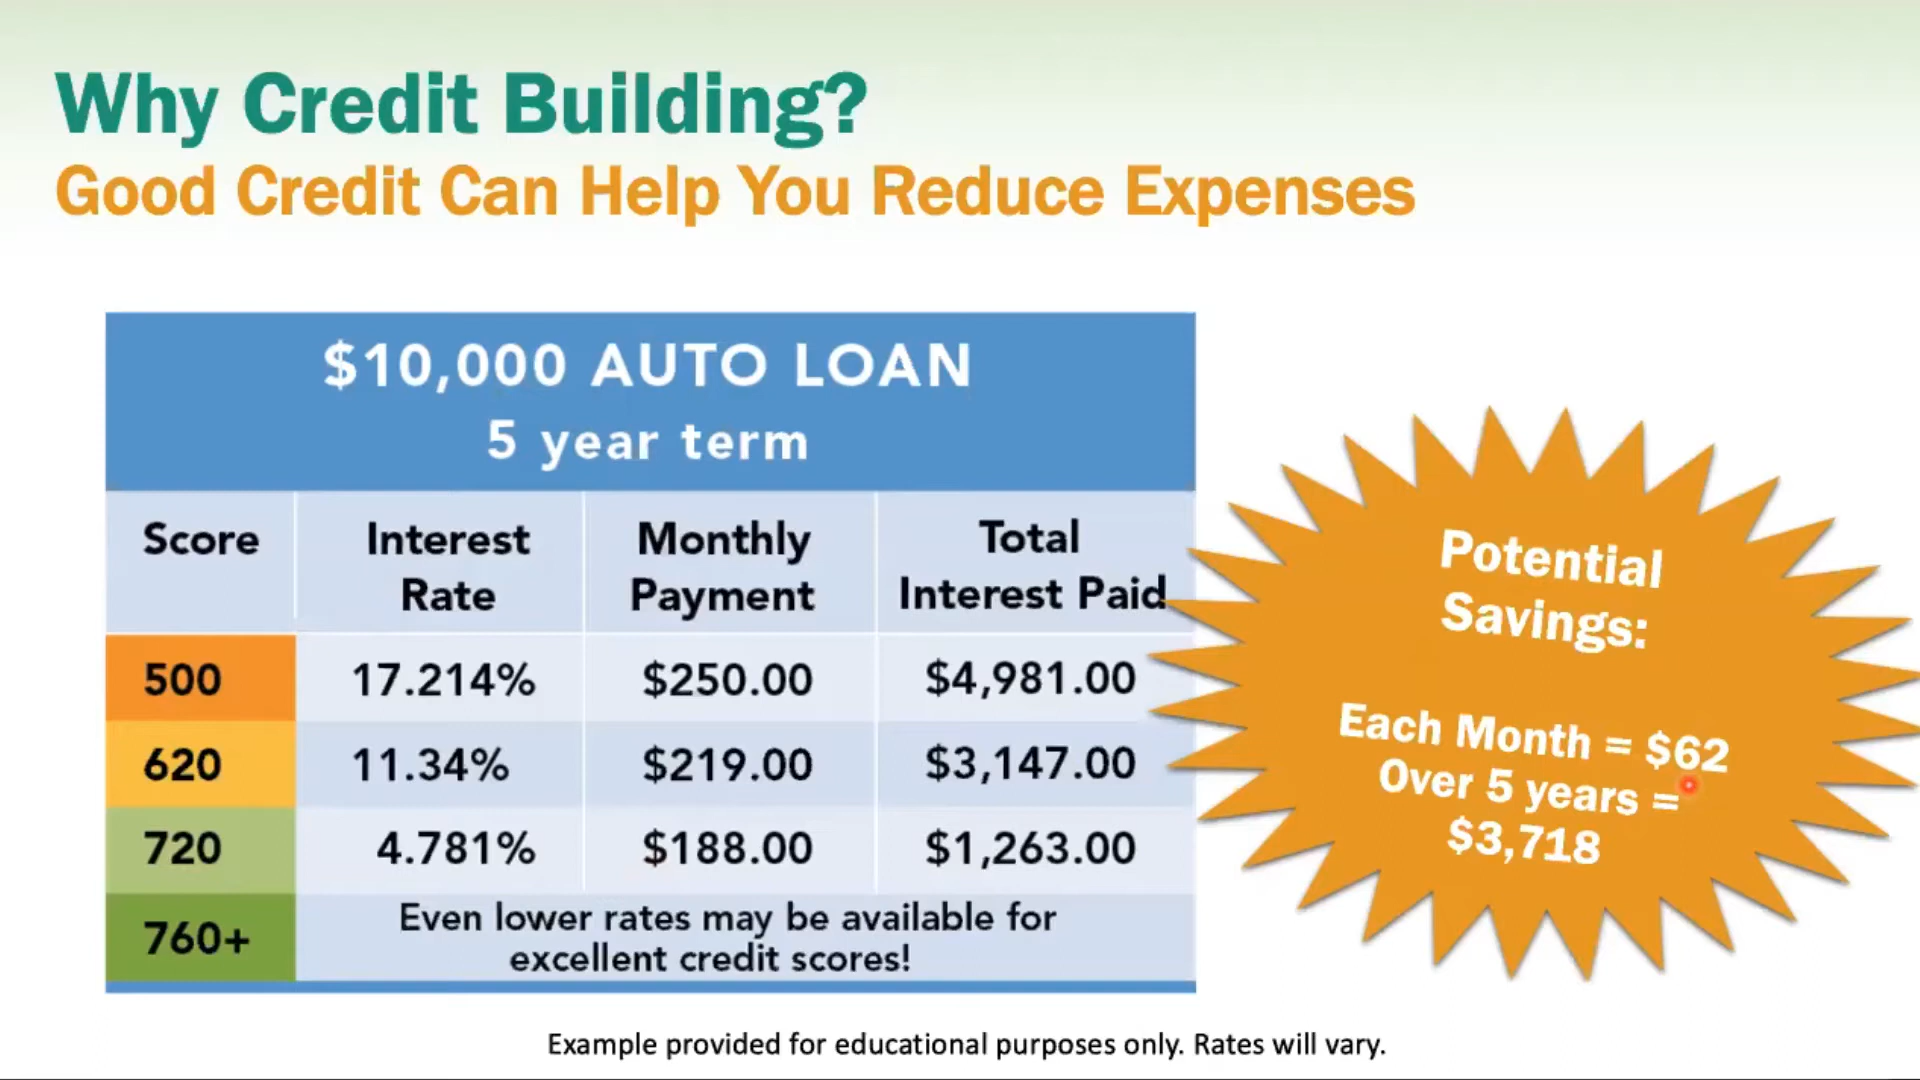 Why Credit Building?
Good Credit Can Help You Reduce Expenses
$10,000 AUTO LOAN
5 year term
Score Interest Rate Monthly Payment Total Interest Paid
500 17.214% $250.00 $4,981.00
620 11.34% $219.00 $3,147.00
720 4.781% $188.00 $1,263.00
760+ Even lower rates may be available for
excellent credit scores!
Potential
Savings:
Each Month = $62
Over 5 years =
$3,718
Example provided for educational purposes only. Rates will vary.